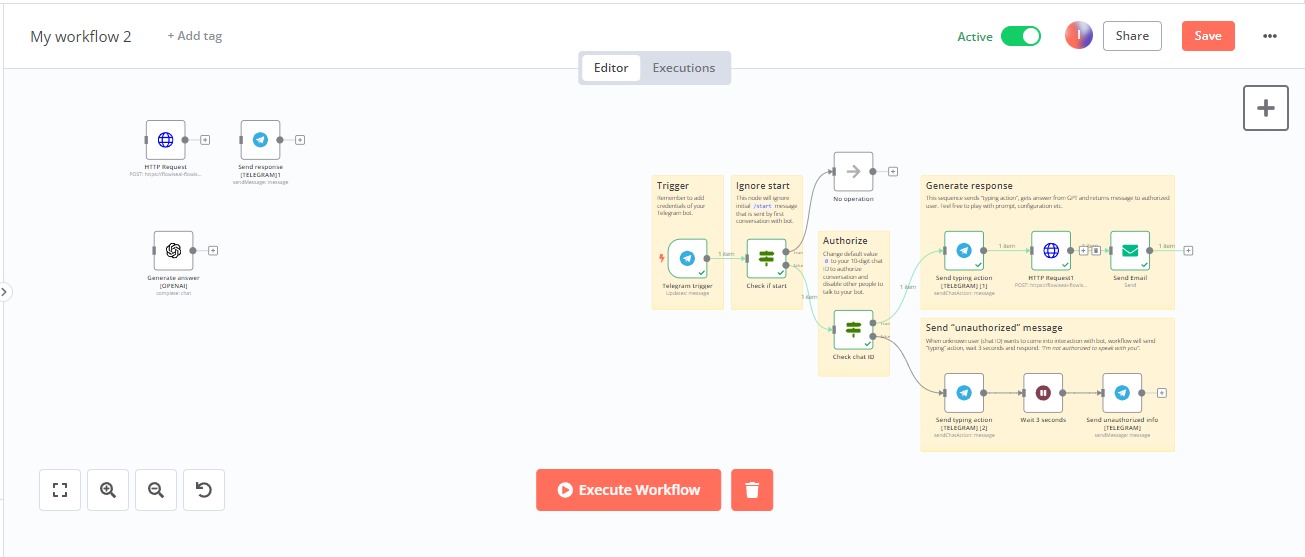 My workflow 2
+ Add tag
Active
I
Share
Save
Editor
Executions
HTTP Request
POST: https://flowiseai-flowis...
Send response
[TELEGRAM]1
sendMessage: message
Generate answer
[OPENAI]
complete: chat
Trigger
Remember to add
credentials of your
Telegram bot.
Telegram trigger
Updates: message
1 item
Ignore start
This node will ignore
initial /start message
that is sent by first
conversation with bot.
true
false
Check if start
No operation
1 item
Authorize
Change default value
0 to your 10-digit chat
ID to authorize
conversation and
disable other people to
talk to your bot.
true
false
Check chat ID
1 item
Generate response
This sequence sends "typing action", gets answer from GPT and returns message to authorized
user. Feel free to play with prompt, configuration etc.
1 item
1 item
Send typing action
[TELEGRAM] [1]
sendChatAction: message
HTTP Request1
POST: https://flowiseai-flowis...
Send Email
Send
Send “unauthorized” message
When unknown user (chat ID) wants to come into interaction with bot, workflow will send
"typing" action, wait 3 seconds and respond: "I'm not authorized to speak with you".
Send typing action
[TELEGRAM] [2]
sendChatAction: message
Wait 3 seconds
Send unauthorized info
[TELEGRAM]
sendMessage: message
Execute Workflow